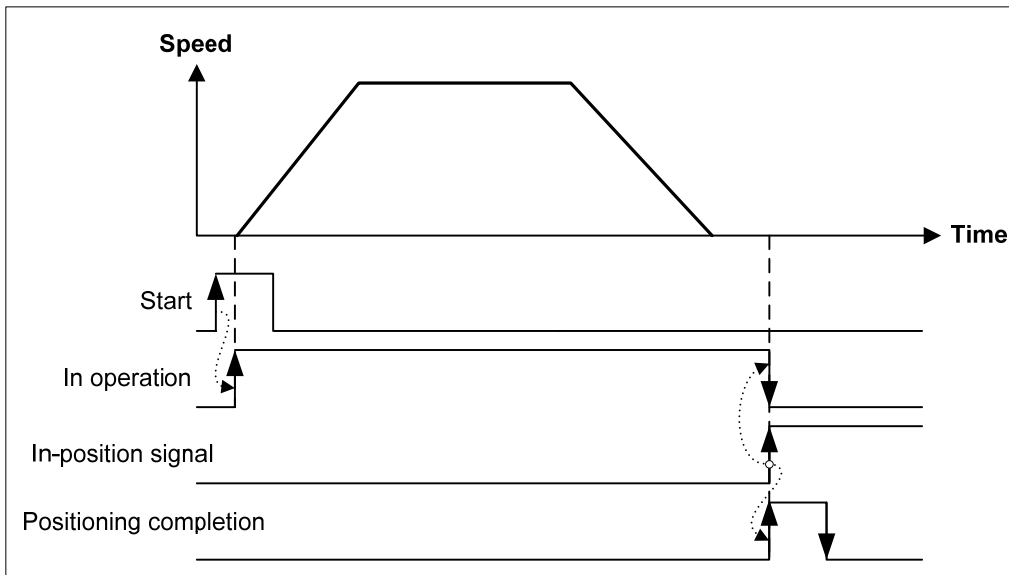 Speed
Time
Start
In operation
In-position signal
Positioning completion